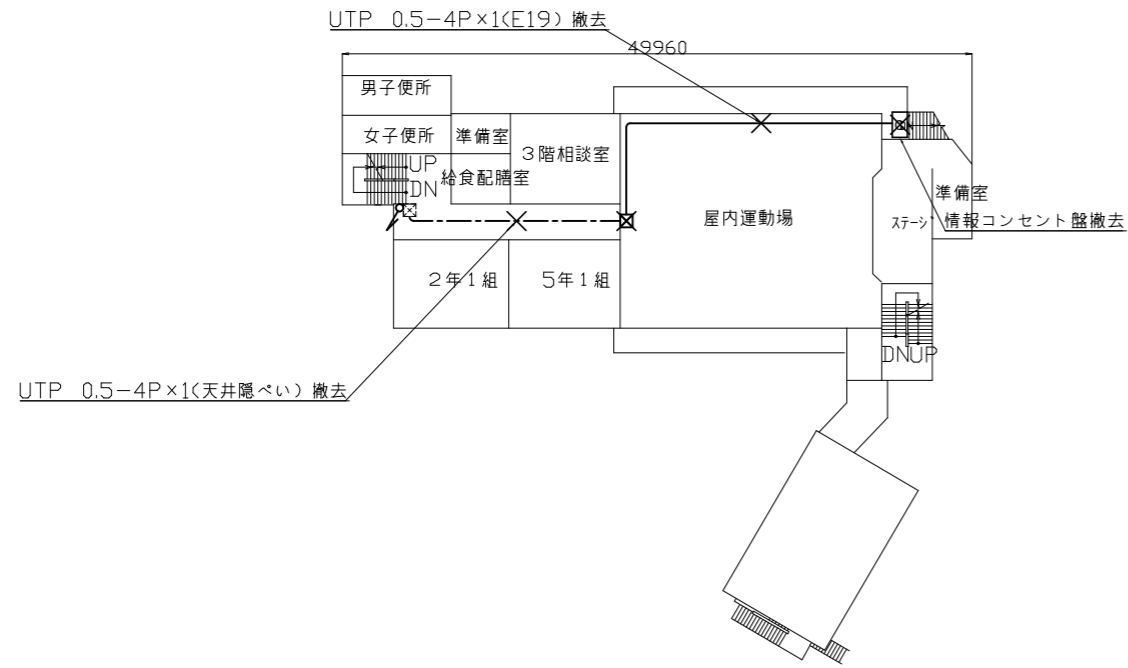 UTP 0.5-4P×1(E19)撤去
49960
男子便所
女子便所
準備室
3階相談室
UP
給食配膳室
DN
準備室
屋内運動場
ステージ
情報コンセント盤撤去
2年1組
5年1組
DN
UP
UTP 0.5-4P×1(天井隠ぺい)撤去